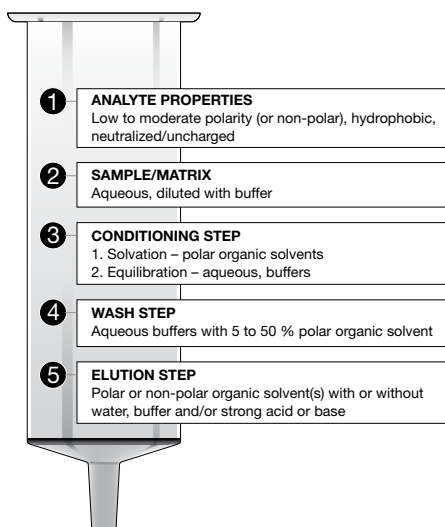 1
ANALYTE PROPERTIES
Low to moderate polarity (or non-polar), hydrophobic,
neutralized/uncharged
2
SAMPLE/MATRIX
Aqueous, diluted with buffer
3
CONDITIONING STEP
1. Solvation – polar organic solvents
2. Equilibration – aqueous, buffers
4
WASH STEP
Aqueous buffers with 5 to 50 % polar organic solvent
5
ELUTION STEP
Polar or non-polar organic solvent(s) with or without
water, buffer and/or strong acid or base